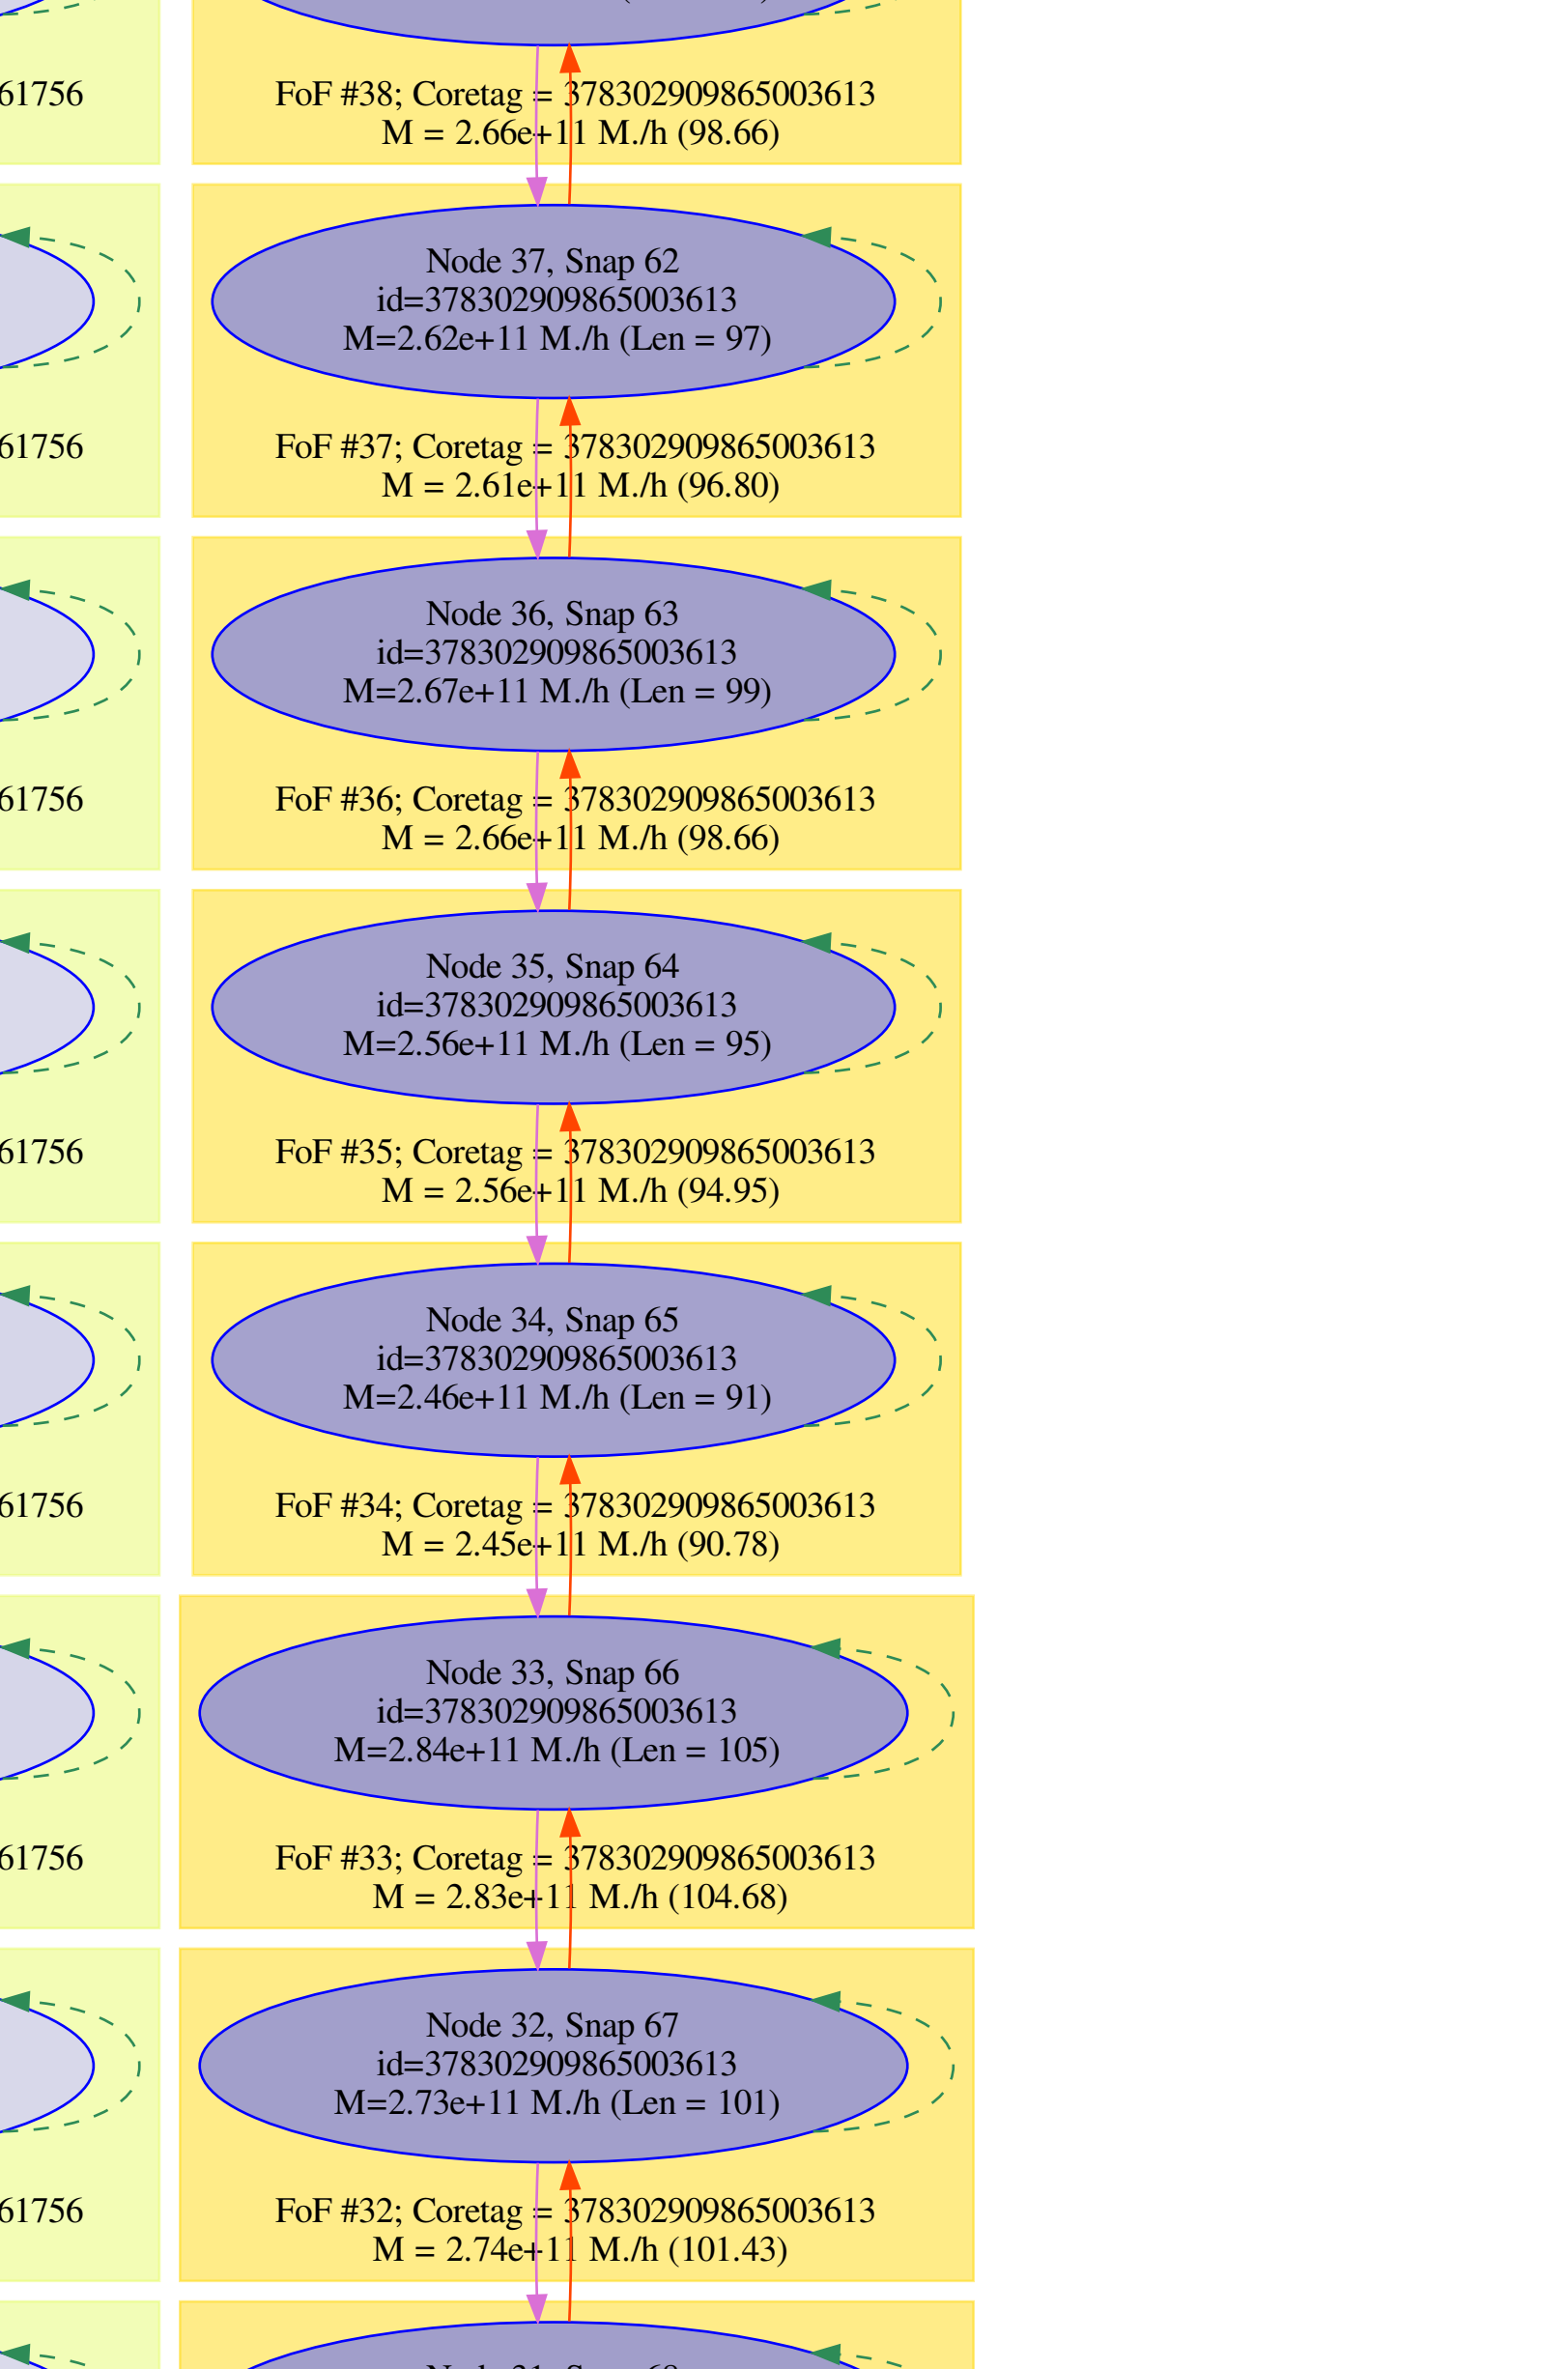 61756
FoF #38; Coretag = 378302909865003613
M = 2.66e+11 M./h (98.66)
Node 37, Snap 62
id=378302909865003613
M=2.62e+11 M./h (Len = 97)
61756
FoF #37; Coretag = 378302909865003613
M = 2.61e+11 M./h (96.80)
Node 36, Snap 63
id=378302909865003613
M=2.67e+11 M./h (Len = 99)
61756
FoF #36; Coretag = 378302909865003613
M = 2.66e+11 M./h (98.66)
Node 35, Snap 64
id=378302909865003613
M=2.56e+11 M./h (Len = 95)
61756
FoF #35; Coretag = 378302909865003613
M = 2.56e+11 M./h (94.95)
Node 34, Snap 65
id=378302909865003613
M=2.46e+11 M./h (Len = 91)
61756
FoF #34; Coretag = 378302909865003613
M = 2.45e+11 M./h (90.78)
Node 33, Snap 66
id=378302909865003613
M=2.84e+11 M./h (Len = 105)
61756
FoF #33; Coretag = 378302909865003613
M = 2.83e+11 M./h (104.68)
Node 32, Snap 67
id=378302909865003613
M=2.73e+11 M./h (Len = 101)
61756
FoF #32; Coretag = 378302909865003613
M = 2.74e+11 M./h (101.43)